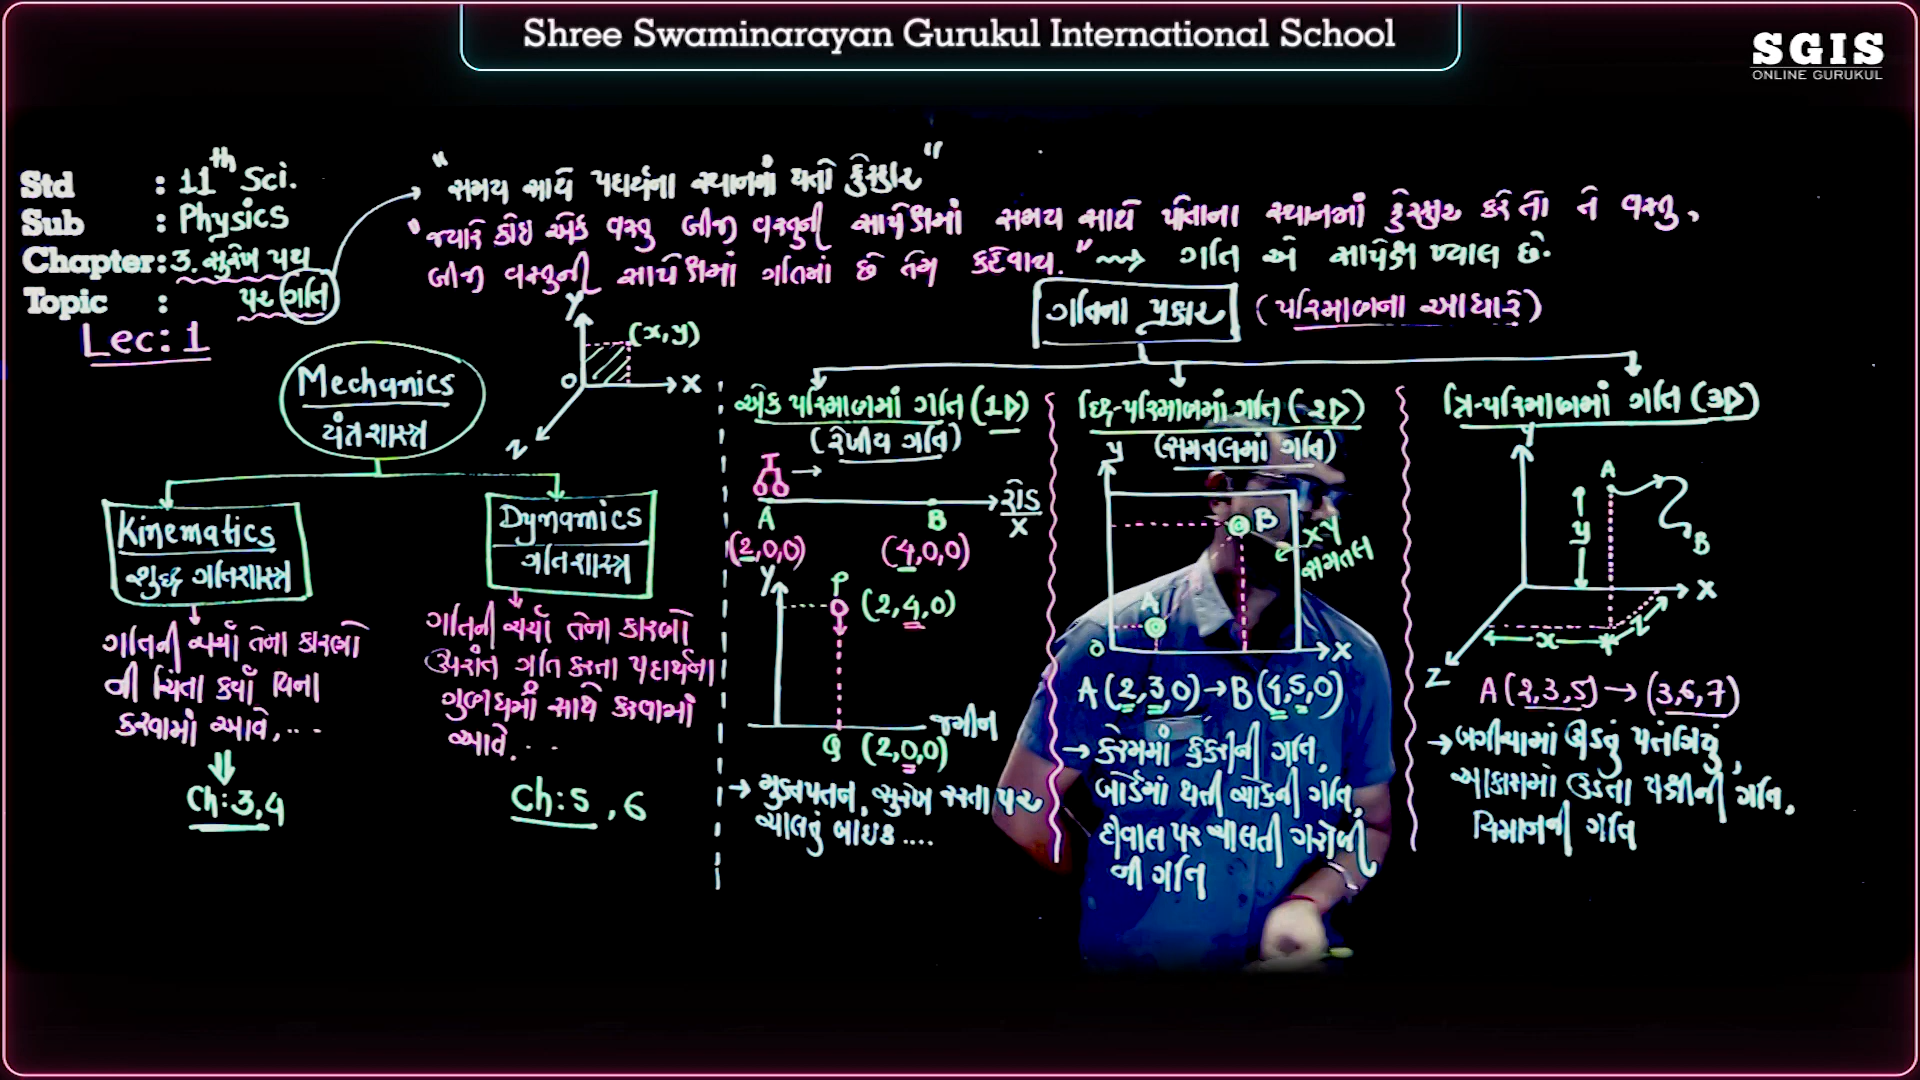 Shree Swaminarayan Gurukul International School
SGIS
ONLINE GURUKUL
Std : 11th Sci.
Sub : Physics
Chapter: 3. સુરેખ પથ
Topic : પર ગતિ
Lec: 1
"સમય સાથે પદાર્થના સ્થાનમાં થતો ફેરફાર"
"જ્યારે કોઇ એક વસ્તુ બીજી વસ્તુની સાપેક્ષમાં સમય સાથે પોતાના સ્થાનમાં ફેરફાર કરે તો તે વસ્તુ,
બીજી વસ્તુની સાપેક્ષમાં ગતિમાં છે તેમ કહેવાય." ⇝ ગતિ એ સાપેક્ષ ખ્યાલ છે.
Y
(x,y)
O
X
Z
Mechanics
યંત્રશાસ્ત્ર
Kinematics
શુદ્ધ ગતિશાસ્ત્ર
ગતિની ચર્ચા તેના કારણો
ની ચિંતા કર્યા વિના
કરવામાં આવે,...
Ch:3,4
Dynamics
ગતિશાસ્ત્ર
ગતિની ચર્ચા તેના કારણો
ઉપરાંત ગતિ કરતા પદાર્થના
ગુણધર્મો સાથે કરવામાં
આવે...
Ch:5,6
ગતિના પ્રકાર (પરિમાણના આધારે)
એક પરિમાણમાં ગતિ (1D)
(રેખીય ગતિ)
રોડ
X
A B
(2,0,0) (4,0,0)
Y
P (2,4,0)
જમીન
Q (2,0,0)
→ મુક્તપતન, સુરેખ રસ્તા પર
ચાલતું બાઇક....
દ્વિ-પરિમાણમાં ગતિ (2D)
(સમતલમાં ગતિ)
Y
B
XY
સમતલ
A
O
X
A(2,3,0)→B(4,5,0)
→ કેરમમાં કુકરીની ગતિ,
બોર્ડમાં થતી ચોકની ગતિ,
દીવાલ પર ચાલતી ગરોળી
ની ગતિ
ત્રિ-પરિમાણમાં ગતિ (3D)
Y
A
y
B
X
x
z
Z
A(2,3,5)→(3,6,7)
→ બગીચામાં ઊડતું પતંગિયું,
આકાશમાં ઉડતા પક્ષીની ગતિ,
વિમાનની ગતિ